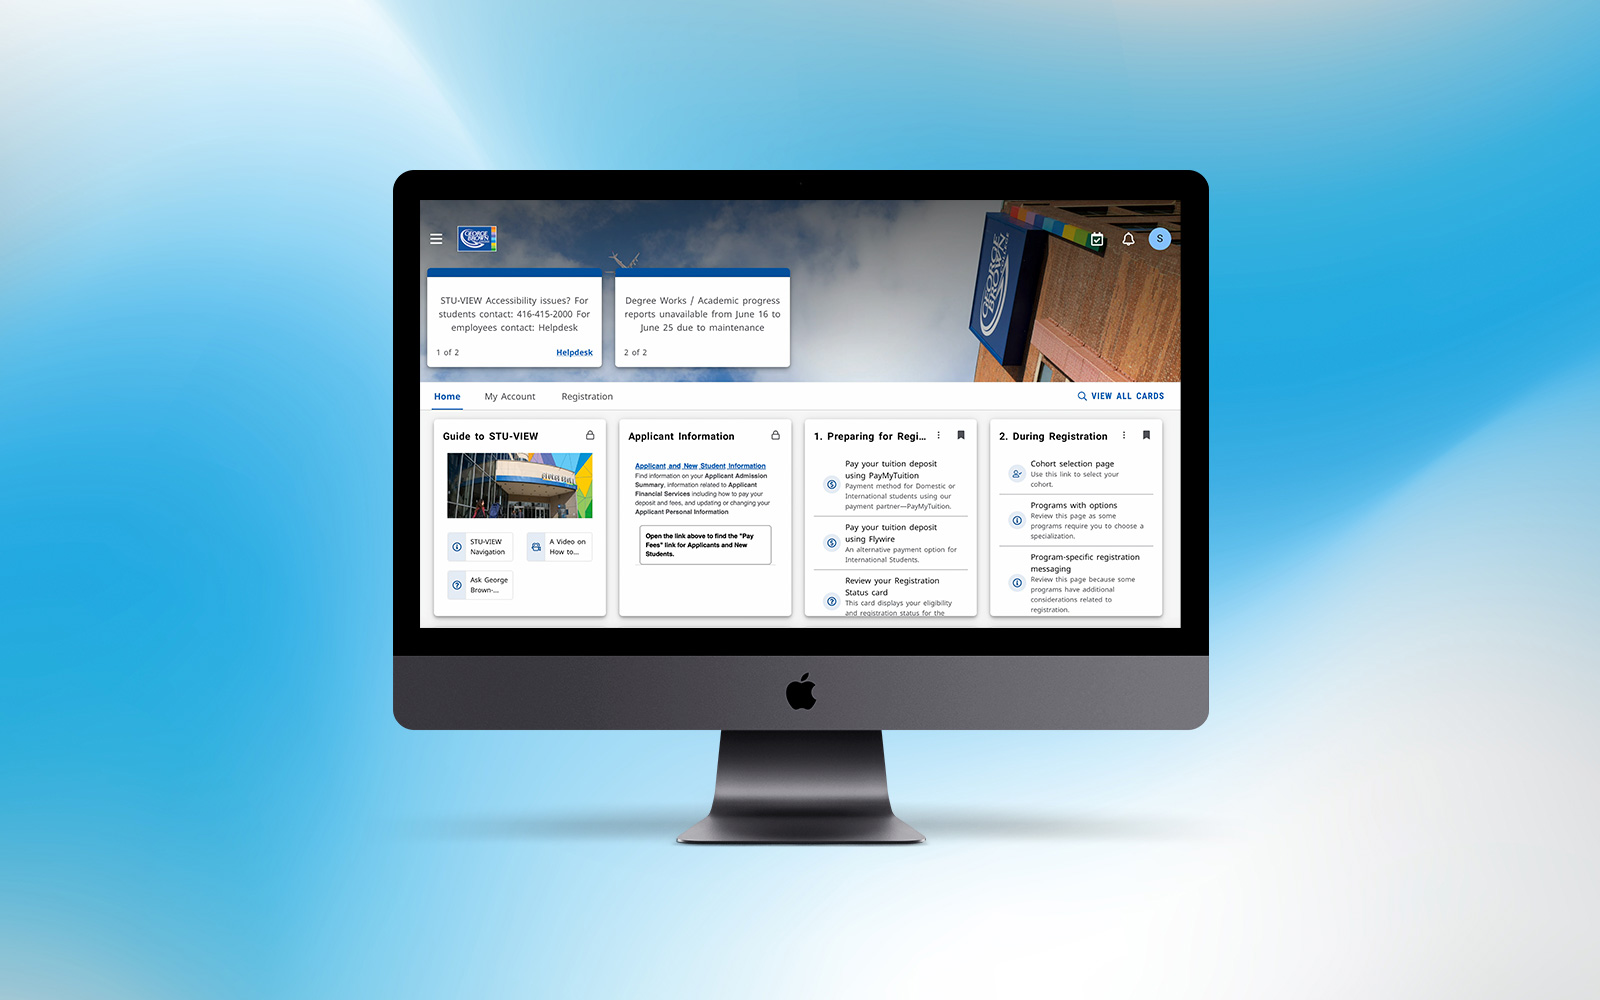 GEORGE
BROWN
GEORGE
BROWN
COLLEGE
S
STU-VIEW Accessibility issues? For
students contact: 416-415-2000 For
employees contact: Helpdesk
1 of 2
Helpdesk
Degree Works / Academic progress
reports unavailable from June 16 to
June 25 due to maintenance
2 of 2
Home
My Account
Registration
VIEW ALL CARDS
Guide to STU-VIEW
STU-VIEW
Navigation
A Video on
How to...
Ask George
Brown-...
Applicant Information
Applicant and New Student Information
Find information on your Applicant Admission
Summary, information related to Applicant
Financial Services including how to pay your
deposit and fees, and updating or changing your
Applicant Personal Information
Open the link above to find the "Pay
Fees" link for Applicants and New
Students.
1. Preparing for Regi...
Pay your tuition deposit
using PayMyTuition
Payment method for Domestic or
International students using our
payment partner—PayMyTuition.
Pay your tuition deposit
using Flywire
An alternative payment option for
International Students.
Review your Registration
Status card
This card displays your eligibility
and registration status for the
2. During Registration
Cohort selection page
Use this link to select your
cohort.
Programs with options
Review this page as some
programs require you to choose a
specialization.
Program-specific registration
messaging
Review this page because some
programs have additional
considerations related to
registration.